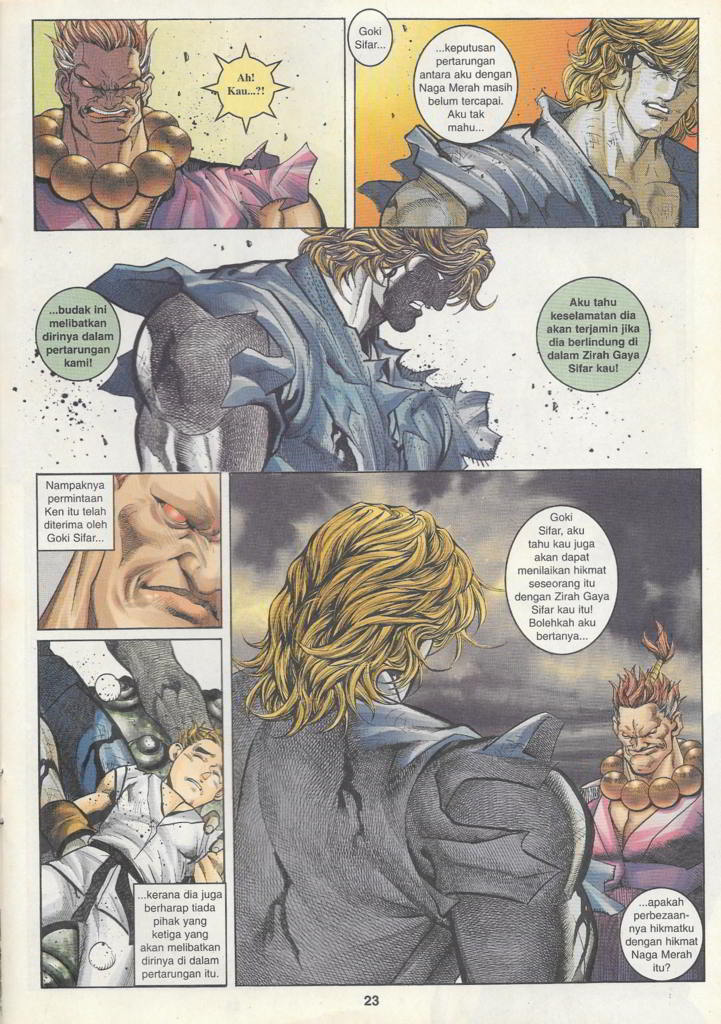 Ah!
Kau...?!
Goki
Sifar...
...keputusan
pertarungan
antara aku dengan
Naga Merah masih
belum tercapai.
Aku tak
mahu...
...budak ini
melibatkan
dirinya dalam
pertarungan
kami!
Aku tahu
keselamatan dia
akan terjamin jika
dia berlindung di
dalam Zirah Gaya
Sifar kau!
Nampaknya
permintaan
Ken itu telah
diterima oleh
Goki Sifar...
...kerana dia juga
berharap tiada
pihak yang
ketiga yang
akan melibatkan
dirinya di dalam
pertarungan itu.
Goki
Sifar, aku
tahu kau juga
akan dapat
menilaikan hikmat
seseorang itu
dengan Zirah Gaya
Sifar kau itu!
Bolehkah aku
bertanya...
...apakah
perbezaan-
nya hikmatku
dengan hikmat
Naga Merah
itu?
23